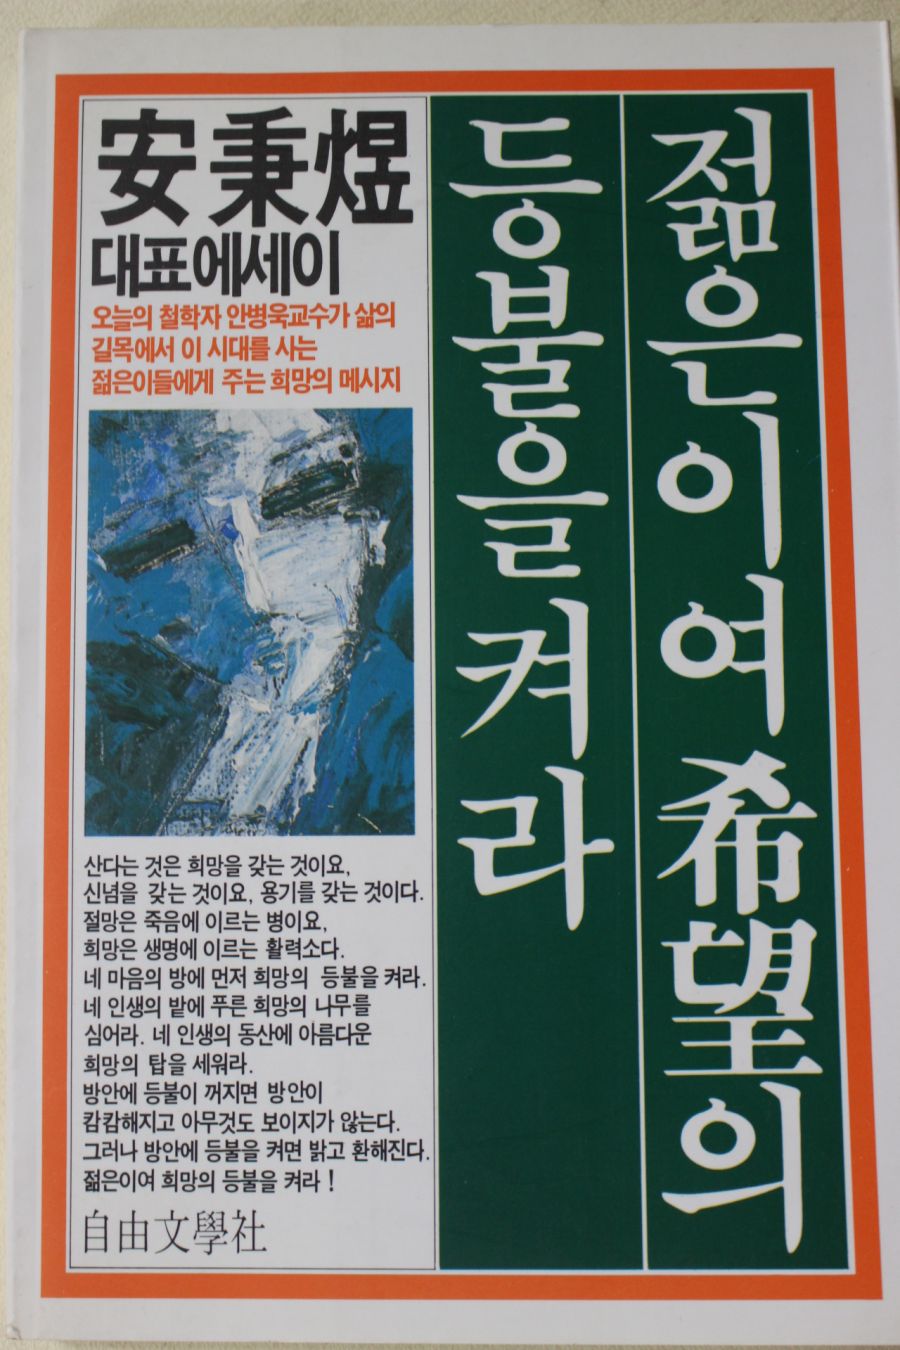 젊은이여 希望의
등불을 켜라
安秉煜
대표에세이
오늘의 철학자 안병욱교수가 삶의
길목에서 이 시대를 사는
젊은이들에게 주는 희망의 메시지
산다는 것은 희망을 갖는 것이요,
신념을 갖는 것이요, 용기를 갖는 것이다.
절망은 죽음에 이르는 병이요,
희망은 생명에 이르는 활력소다.
네 마음의 방에 먼저 희망의 등불을 켜라.
네 인생의 밭에 푸른 희망의 나무를
심어라. 네 인생의 동산에 아름다운
희망의 탑을 세워라.
방안에 등불이 꺼지면 방안이
캄캄해지고 아무것도 보이지가 않는다.
그러나 방안에 등불을 켜면 밝고 환해진다.
젊은이여 희망의 등불을 켜라!
自由文學社